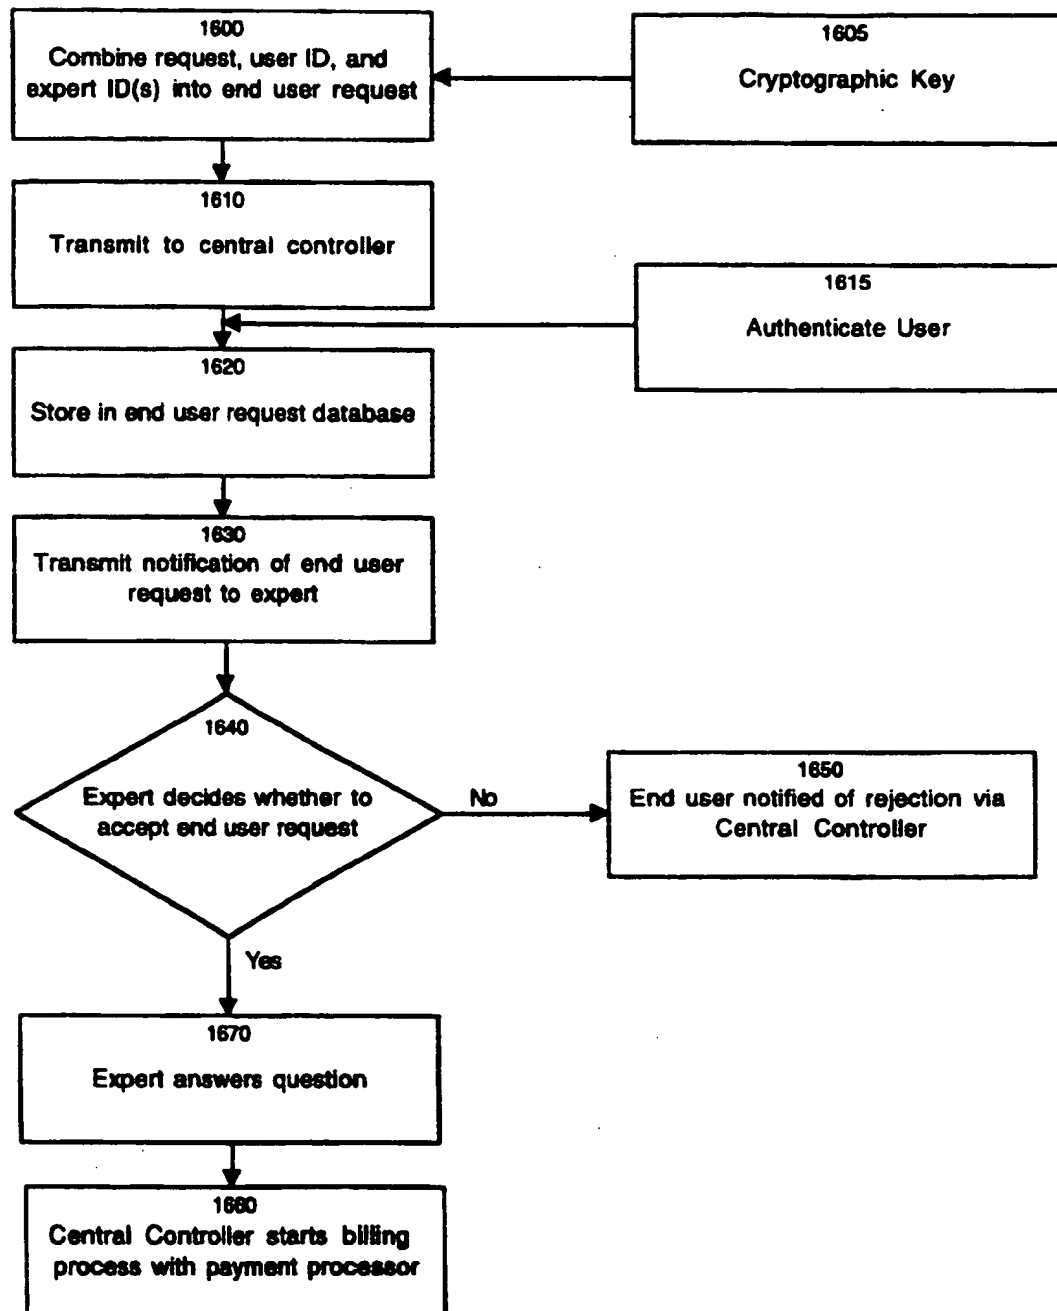 1600
Combine request, user ID, and
expert ID(s) into end user request
1605
Cryptographic Key
1610
Transmit to central controller
1615
Authenticate User
1620
Store in end user request database
1630
Transmit notification of end user
request to expert
1640
Expert decides whether to
accept end user request
No
1650
End user notified of rejection via
Central Controller
Yes
1670
Expert answers question
1680
Central Controller starts billing
process with payment processor